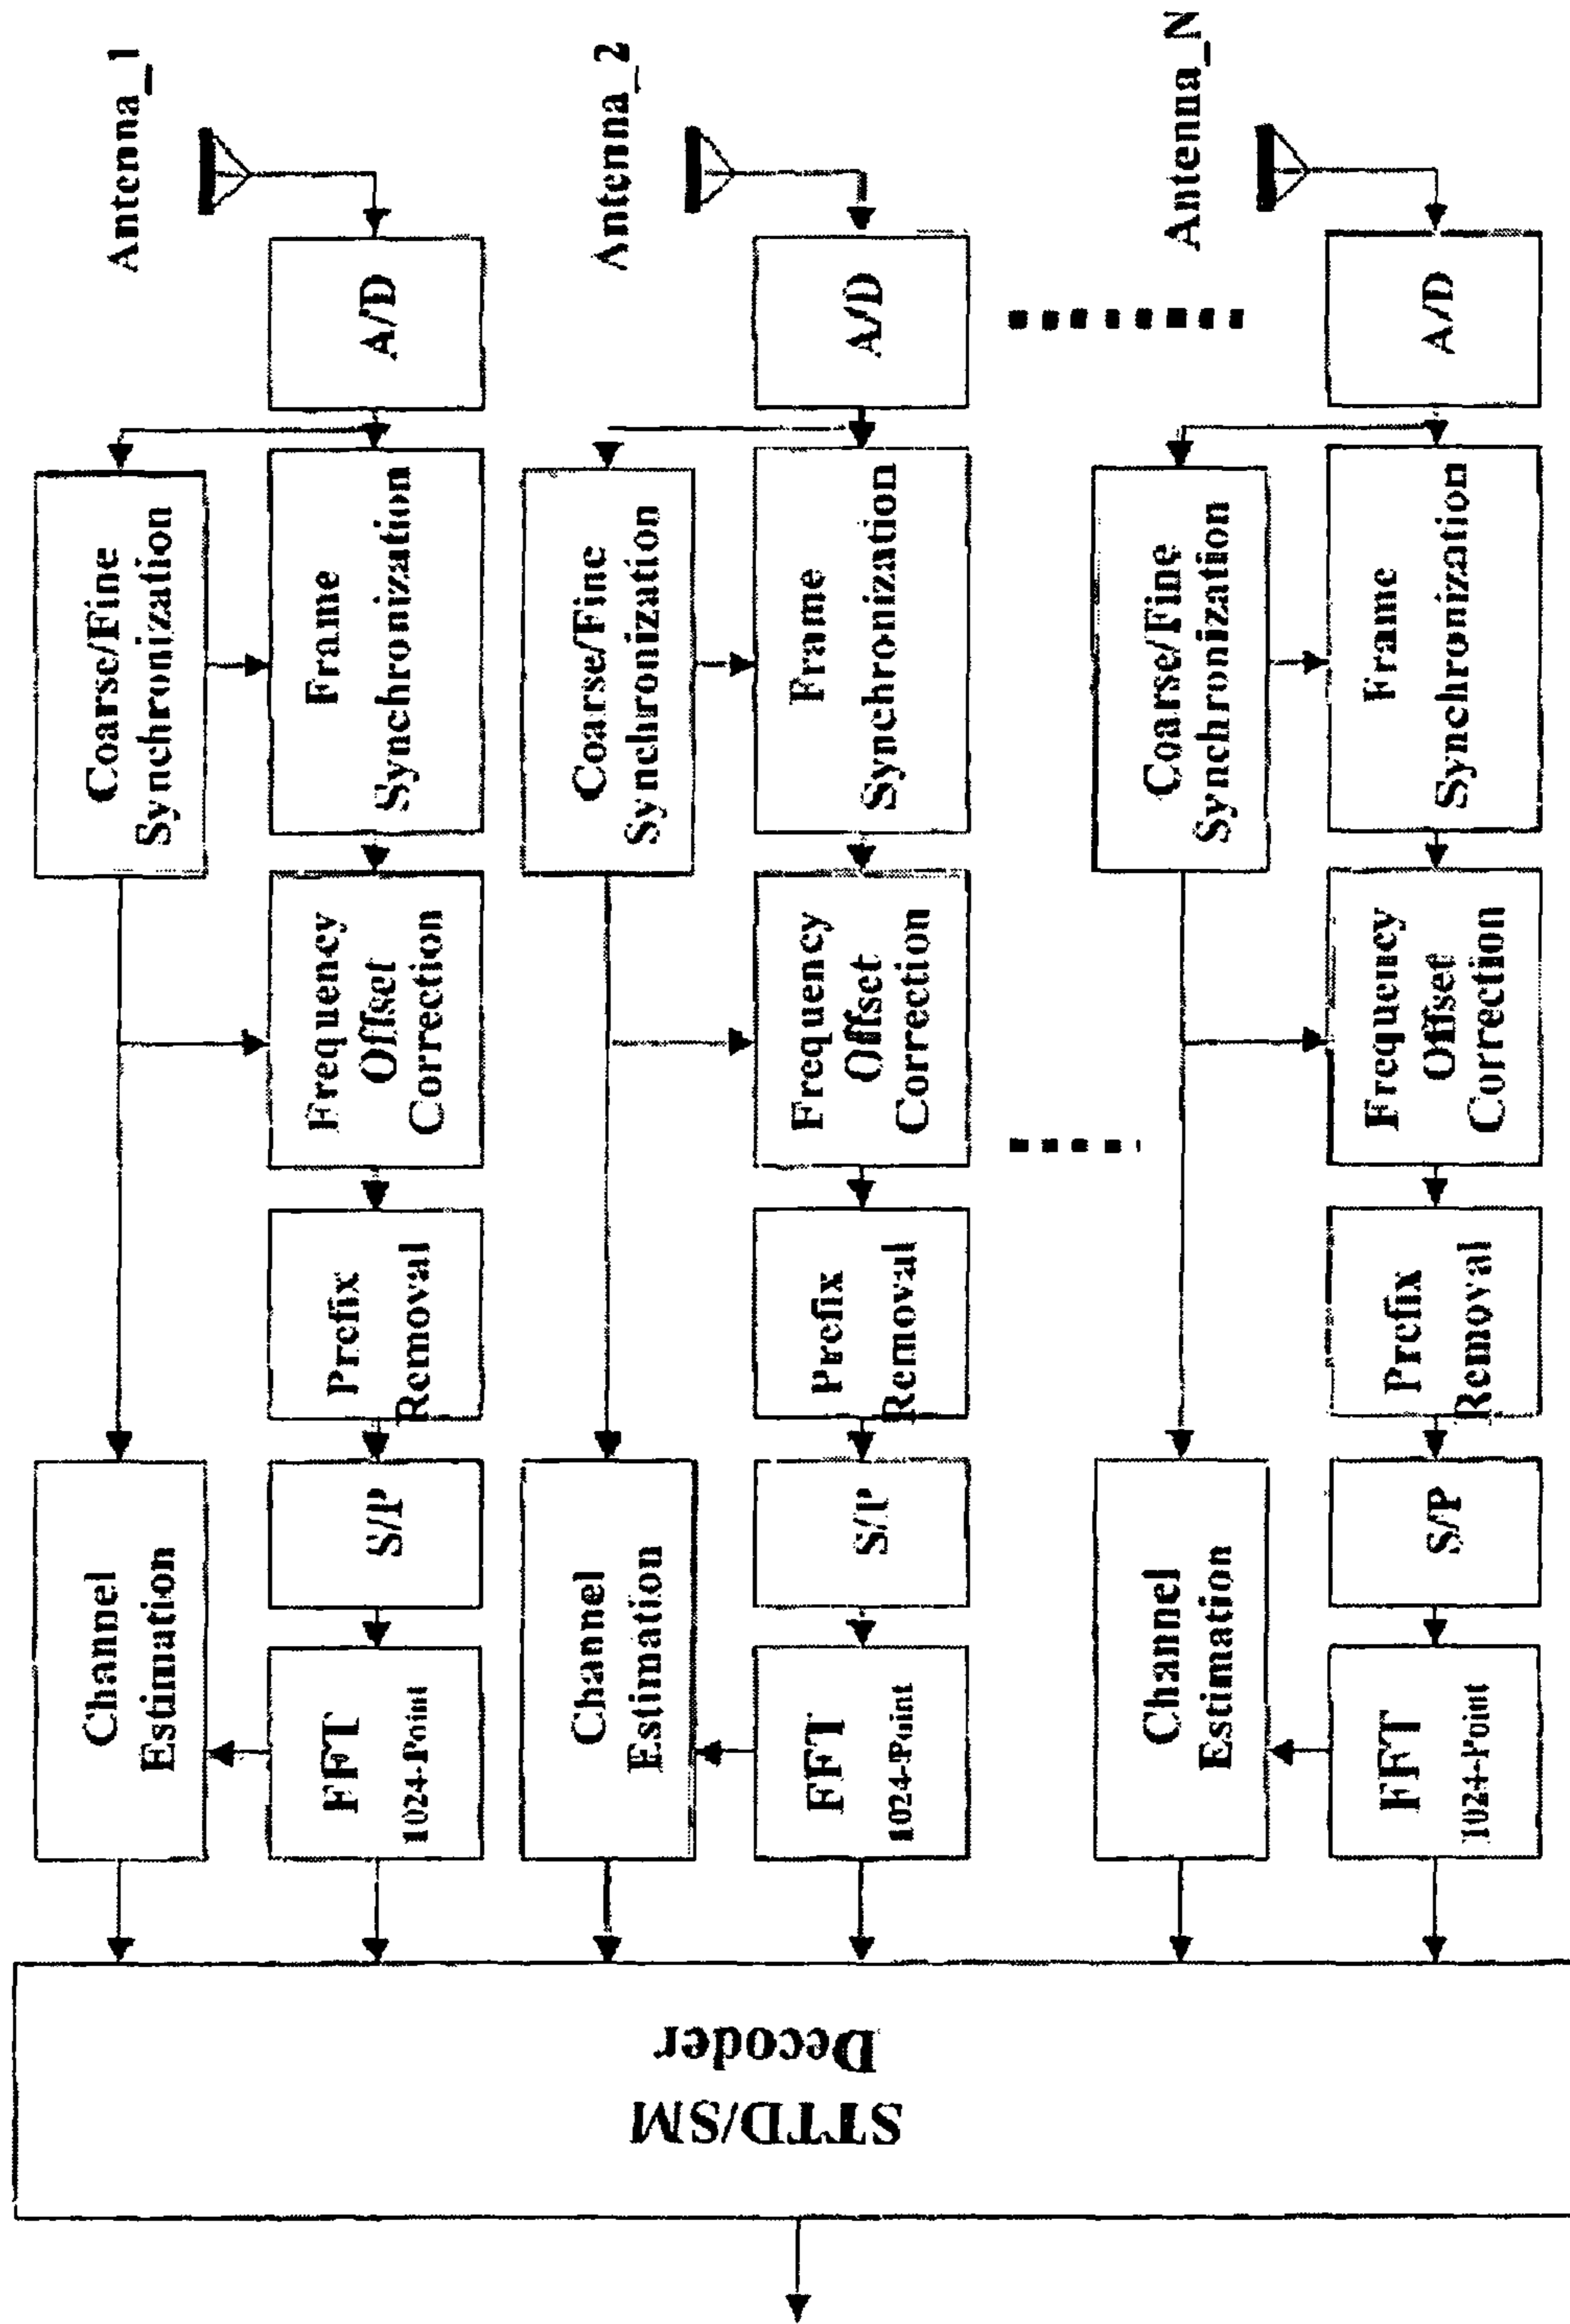 Antenna_1
A/D
Coarse/Fine
Synchronization
Frame
Synchronization
Frequency
Offset
Correction
Prefix
Removal
S/P
FFT
1024-Point
Channel
Estimation
Antenna_2
A/D
Coarse/Fine
Synchronization
Frame
Synchronization
Frequency
Offset
Correction
Prefix
Removal
S/P
FFT
1024-Point
Channel
Estimation
Antenna_N
A/D
Coarse/Fine
Synchronization
Frame
Synchronization
Frequency
Offset
Correction
Prefix
Removal
S/P
FFT
1024-Point
Channel
Estimation
STTD/SM
Decoder